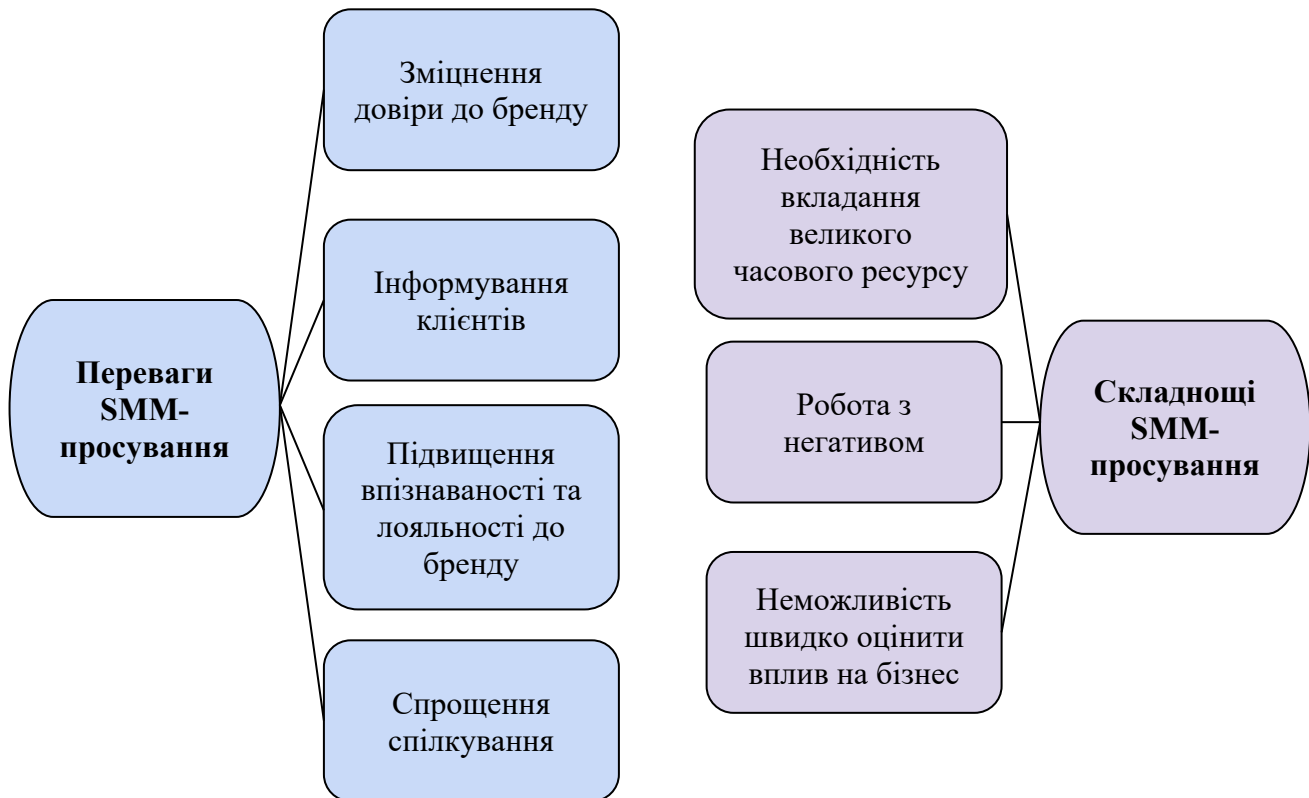 Переваги
SMM-
просування
Зміцнення
довіри до бренду
Інформування
клієнтів
Підвищення
впізнаваності та
лояльності до
бренду
Спрощення
спілкування
Необхідність
вкладання
великого
часового ресурсу
Робота з
негативом
Неможливість
швидко оцінити
вплив на бізнес
Складнощі
SMM-
просування